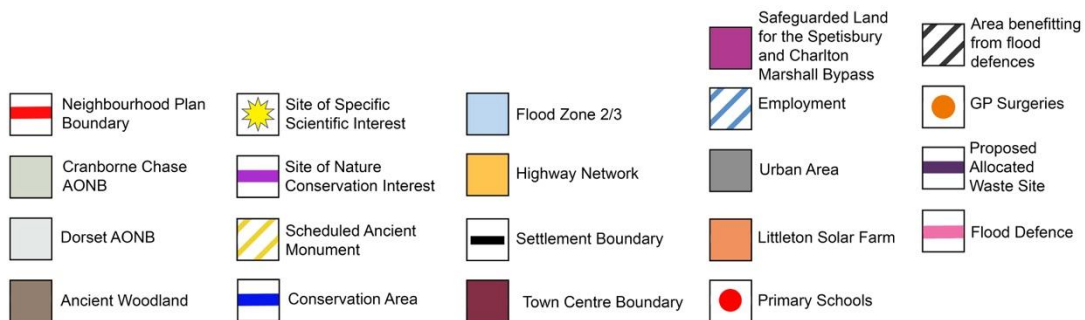 Neighbourhood Plan
Boundary
Cranborne Chase
AONB
Dorset AONB
Ancient Woodland
Site of Specific
Scientific Interest
Site of Nature
Conservation Interest
Scheduled Ancient
Monument
Conservation Area
Flood Zone 2/3
Highway Network
Settlement Boundary
Town Centre Boundary
Safeguarded Land
for the Spetisbury
and Charlton
Marshall Bypass
Employment
Urban Area
Littleton Solar Farm
Primary Schools
Area benefitting
from flood
defences
GP Surgeries
Proposed
Allocated
Waste Site
Flood Defence